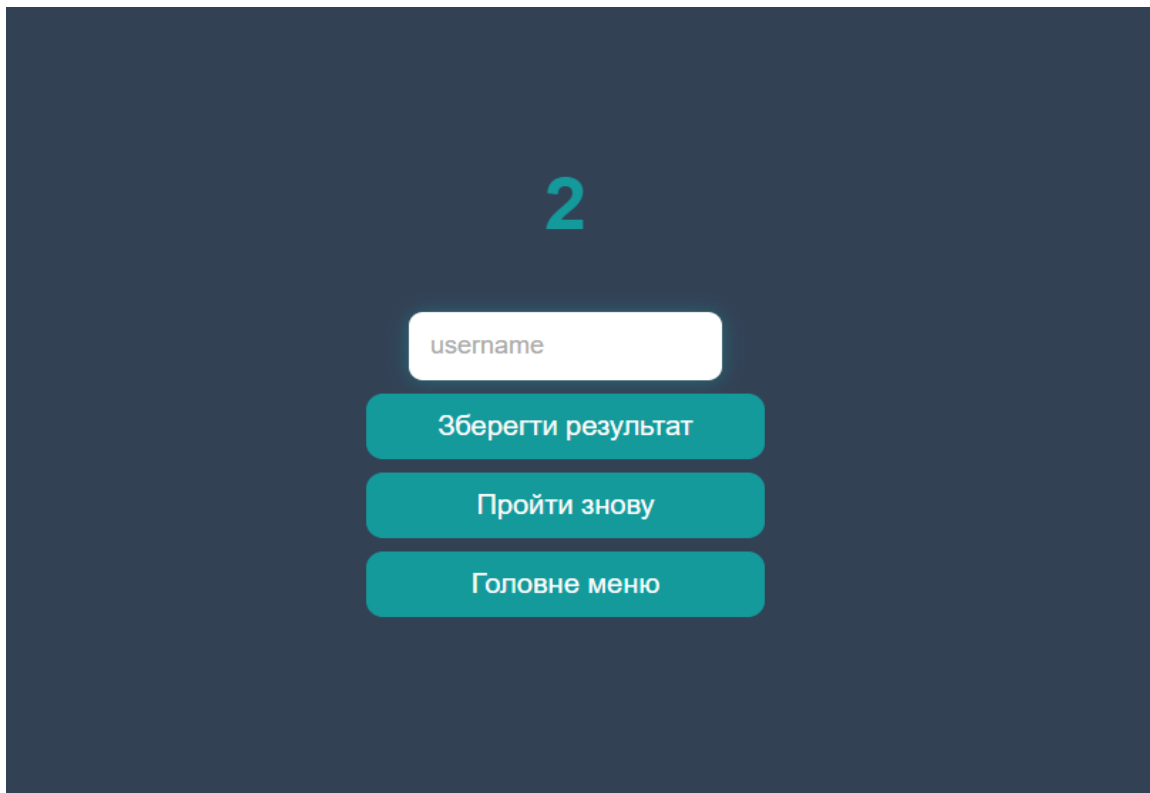 2
username
Зберегти результат
Пройти знову
Головне меню